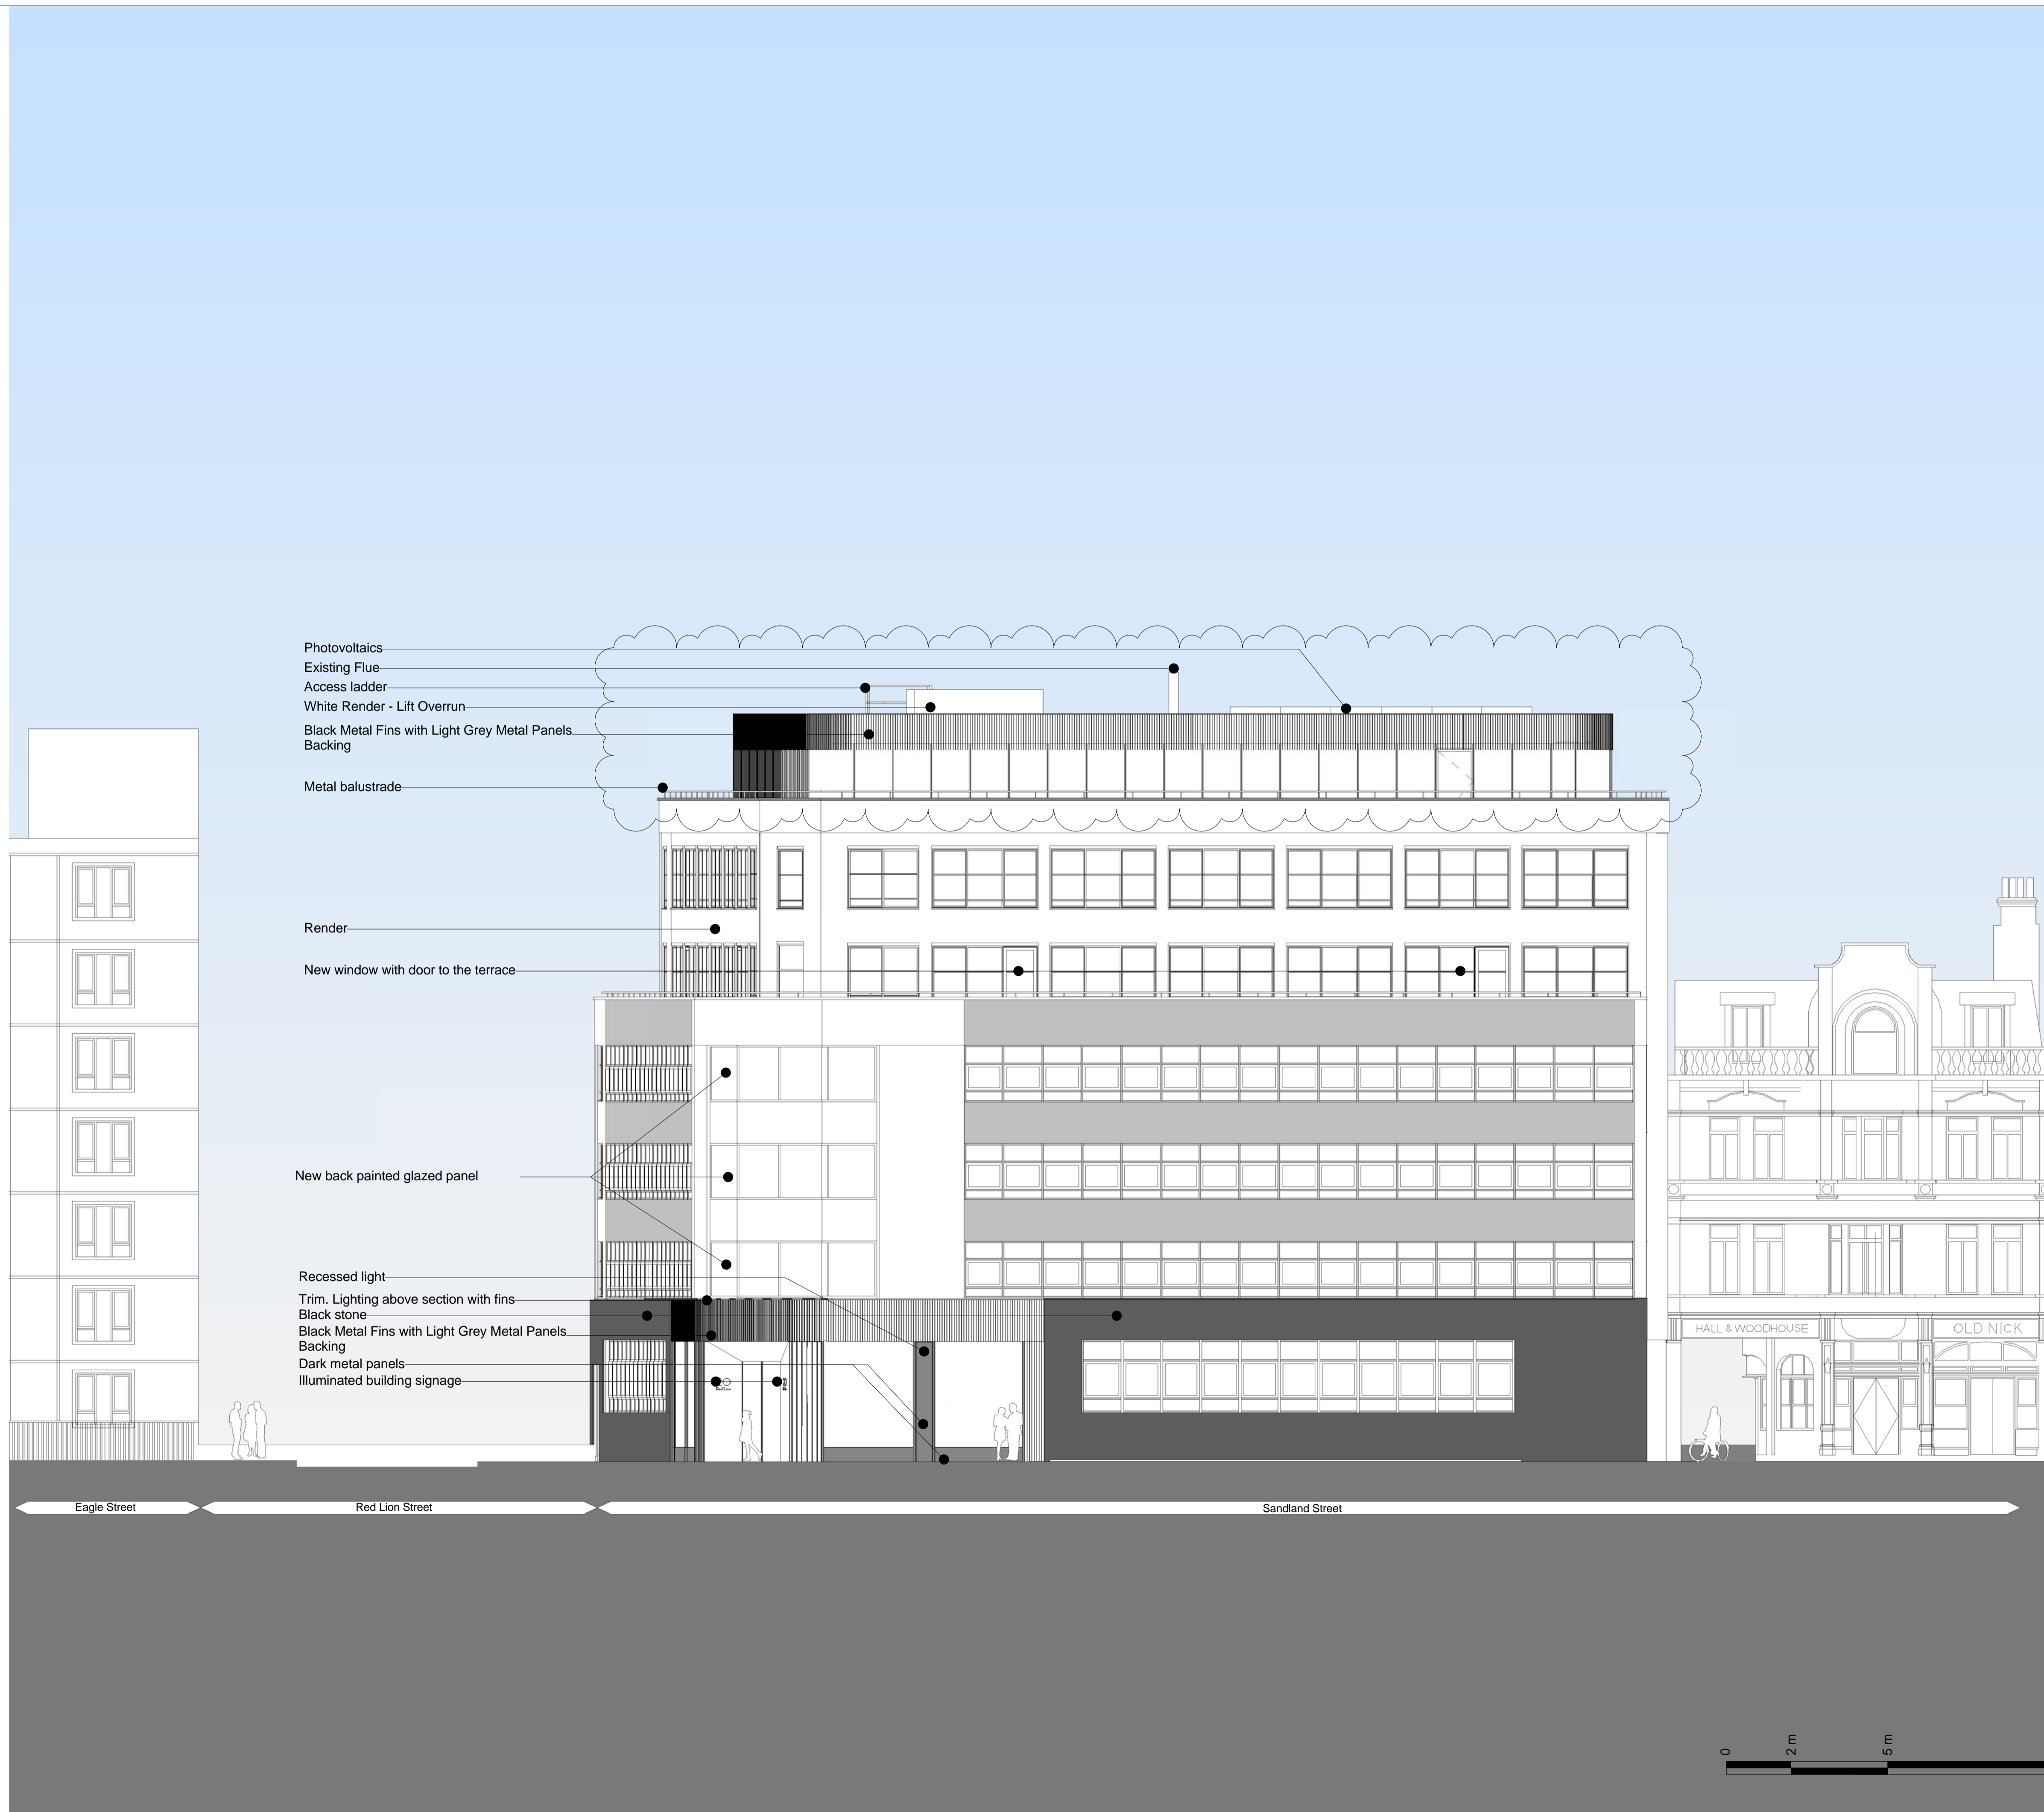 Photovoltaics
Existing Flue
Access ladder
White Render - Lift Overrun
Black Metal Fins with Light Grey Metal Panels
Backing
Metal balustrade
Render
New window with door to the terrace
New back painted glazed panel
Recessed light
Trim. Lighting above section with fins
Black stone
Black Metal Fins with Light Grey Metal Panels
Backing
Dark metal panels
Illuminated building signage
HALL & WOODHOUSE
OLD NICK
Eagle Street
Red Lion Street
Sandland Street
0
2 m
5 m